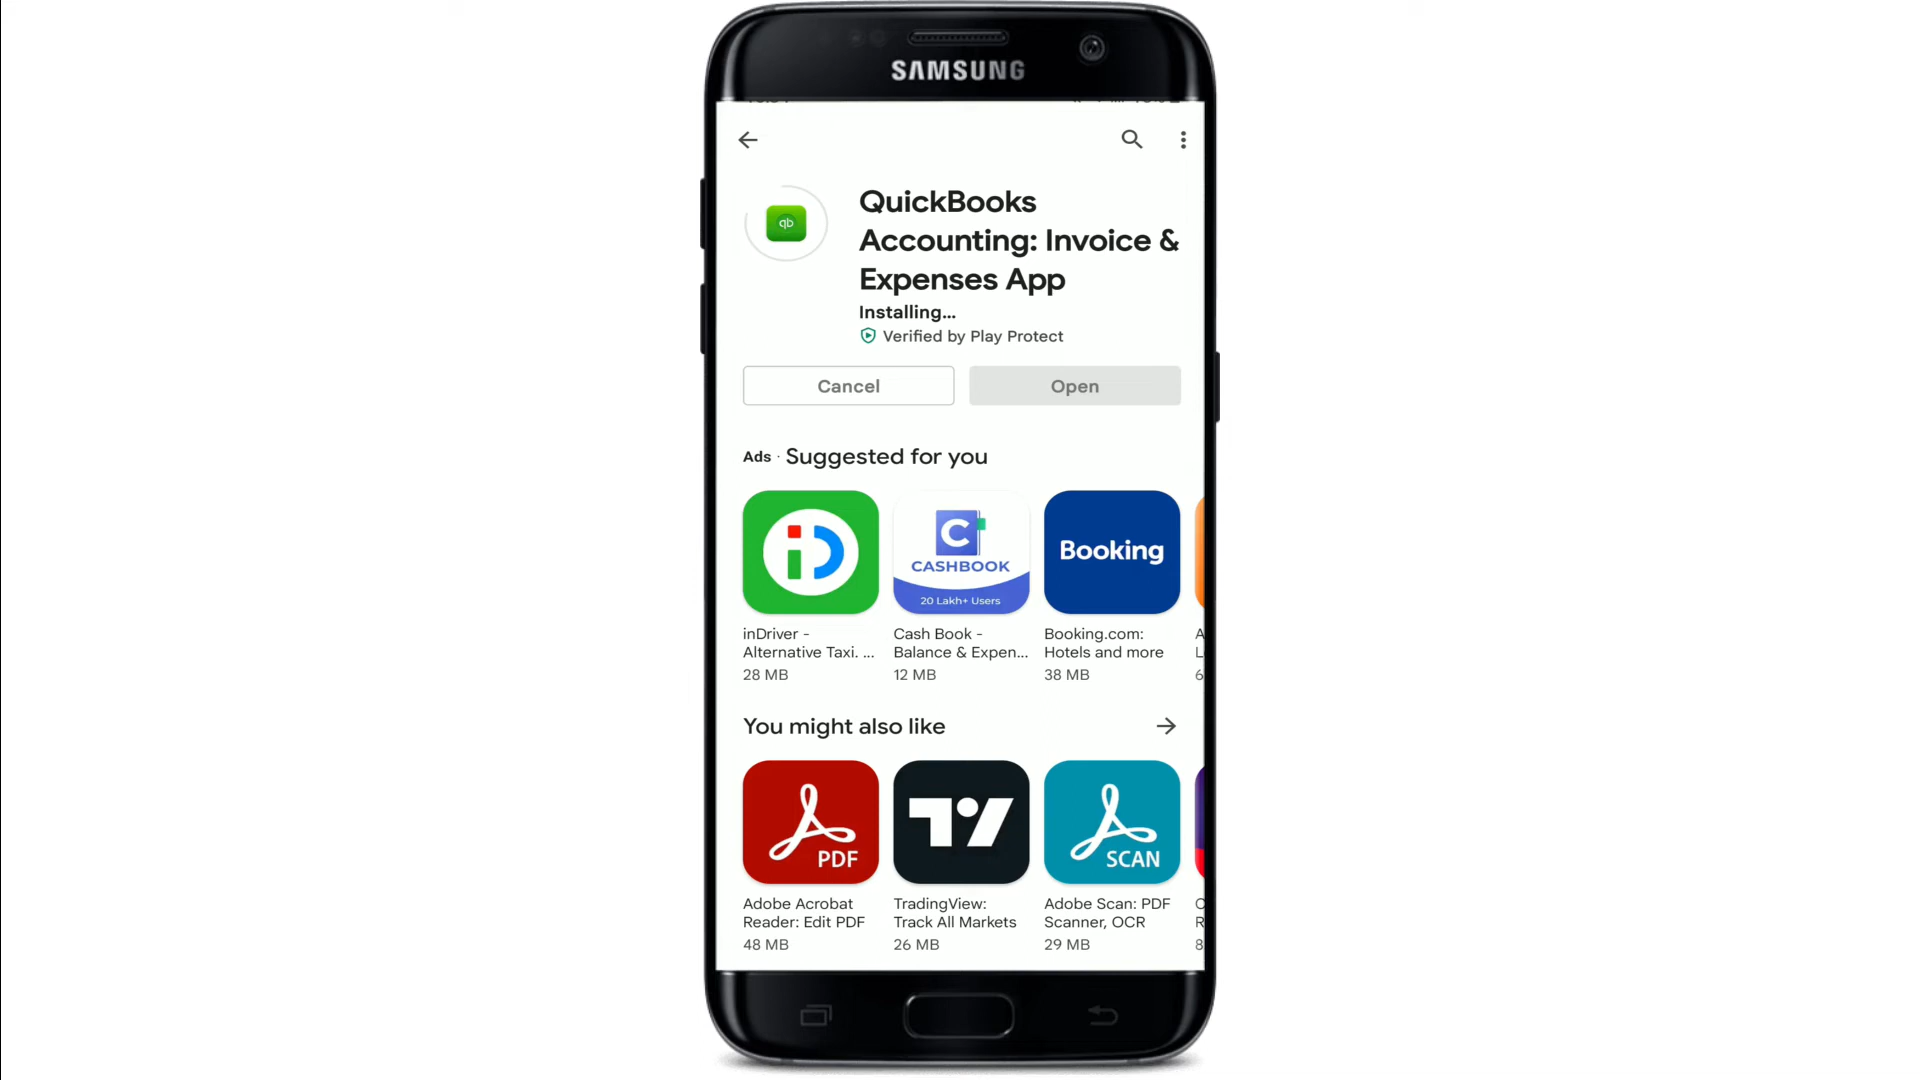 SAMSUNG
QuickBooks
Accounting: Invoice &
Expenses App
qb
Installing...
Verified by Play Protect
Cancel
Open
Ads · Suggested for you
iD
C
CASHBOOK
20 Lakh+ Users
Booking
inDriver -
Alternative Taxi. ...
28 MB
Cash Book -
Balance & Expen...
12 MB
Booking.com:
Hotels and more
38 MB
You might also like
PDF
SCAN
Adobe Acrobat
Reader: Edit PDF
48 MB
TradingView:
Track All Markets
26 MB
Adobe Scan: PDF
Scanner, OCR
29 MB